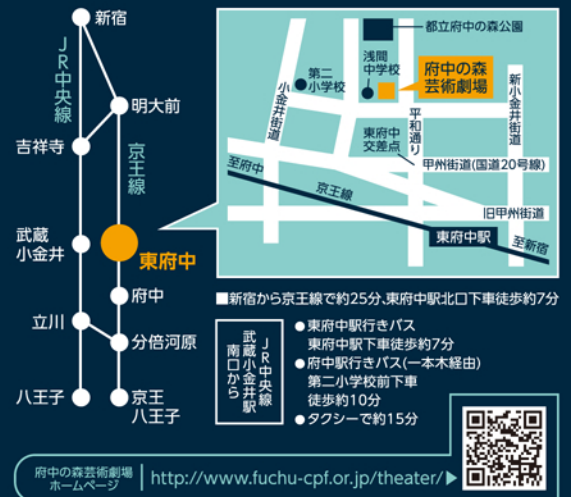 新宿
JR中央線
明大前
吉祥寺
京王線
武蔵
小金井
東府中
府中
立川
分倍河原
八王子
京王
八王子
都立府中の森公園
浅間
中学校
府中の森
芸術劇場
第二
小学校
小金井街道
平和通り
新小金井街道
東府中
交差点
甲州街道(国道20号線)
至府中
京王線
旧甲州街道
東府中駅
至新宿
■新宿から京王線で約25分、東府中駅北口下車徒歩約7分
JR中央線
武蔵小金井駅
南口から
●東府中駅行きバス
東府中駅下車徒歩約7分
●府中駅行きバス(一本木経由)
第二小学校前下車
徒歩約10分
●タクシーで約15分
府中の森芸術劇場
ホームページ
http://www.fuchu-cpf.or.jp/theater/▶